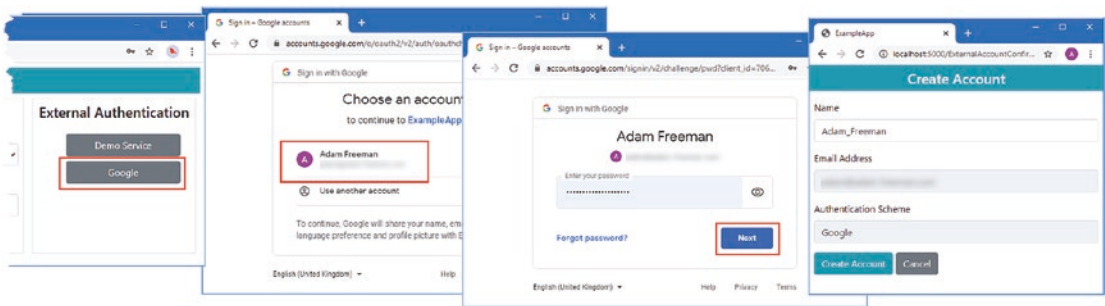 External Authentication
Demo Service
Google
Sign in – Google accounts
accounts.google.com/o/oauth2/v2/auth/oauthch
Sign in with Google
Choose an accoun
to continue to ExampleApp
A
Adam Freeman
Use another account
To continue, Google will share your name, em
language preference and profile picture with E
English (United Kingdom)
Help
Sign in – Google accounts
accounts.google.com/signin/v2/challenge/pwd?client_id=706...
Sign in with Google
Adam Freeman
A
Enter your password
Forgot password?
Next
English (United Kingdom)
Help Privacy Terms
ExampleApp
localhost:5000/ExternalAccountConfir...
A
Create Account
Name
Adam_Freeman
Email Address
Authentication Scheme
Google
Create Account
Cancel